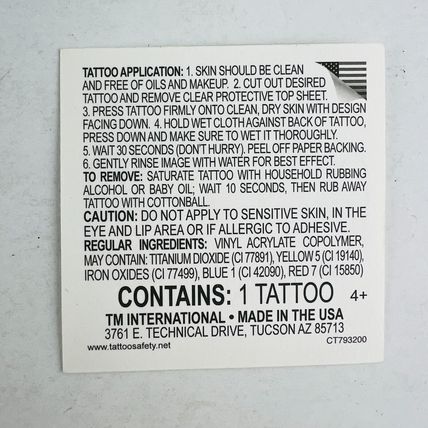 TATTOO APPLICATION: 1. SKIN SHOULD BE CLEAN
AND FREE OF OILS AND MAKEUP. 2. CUT OUT DESIRED
TATTOO AND REMOVE CLEAR PROTECTIVE TOP SHEET.
3. PRESS TATTOO FIRMLY ONTO CLEAN, DRY SKIN WITH DESIGN
FACING DOWN. 4. HOLD WET CLOTH AGAINST BACK OF TATTOO,
PRESS DOWN AND MAKE SURE TO WET IT THOROUGHLY.
5. WAIT 30 SECONDS (DON'T HURRY). PEEL OFF PAPER BACKING.
6. GENTLY RINSE IMAGE WITH WATER FOR BEST EFFECT.
TO REMOVE: SATURATE TATTOO WITH HOUSEHOLD RUBBING
ALCOHOL OR BABY OIL; WAIT 10 SECONDS, THEN RUB AWAY
TATTOO WITH COTTONBALL.
CAUTION: DO NOT APPLY TO SENSITIVE SKIN, IN THE
EYE AND LIP AREA OR IF ALLERGIC TO ADHESIVE.
REGULAR INGREDIENTS: VINYL ACRYLATE COPOLYMER,
MAY CONTAIN: TITANIUM DIOXIDE (CI 77891), YELLOW 5 (CI 19140),
IRON OXIDES (CI 77499), BLUE 1 (CI 42090), RED 7 (CI 15850)
CONTAINS: 1 TATTOO 4+
TM INTERNATIONAL • MADE IN THE USA
3761 E. TECHNICAL DRIVE, TUCSON AZ 85713
www.tattoosafety.net CT793200